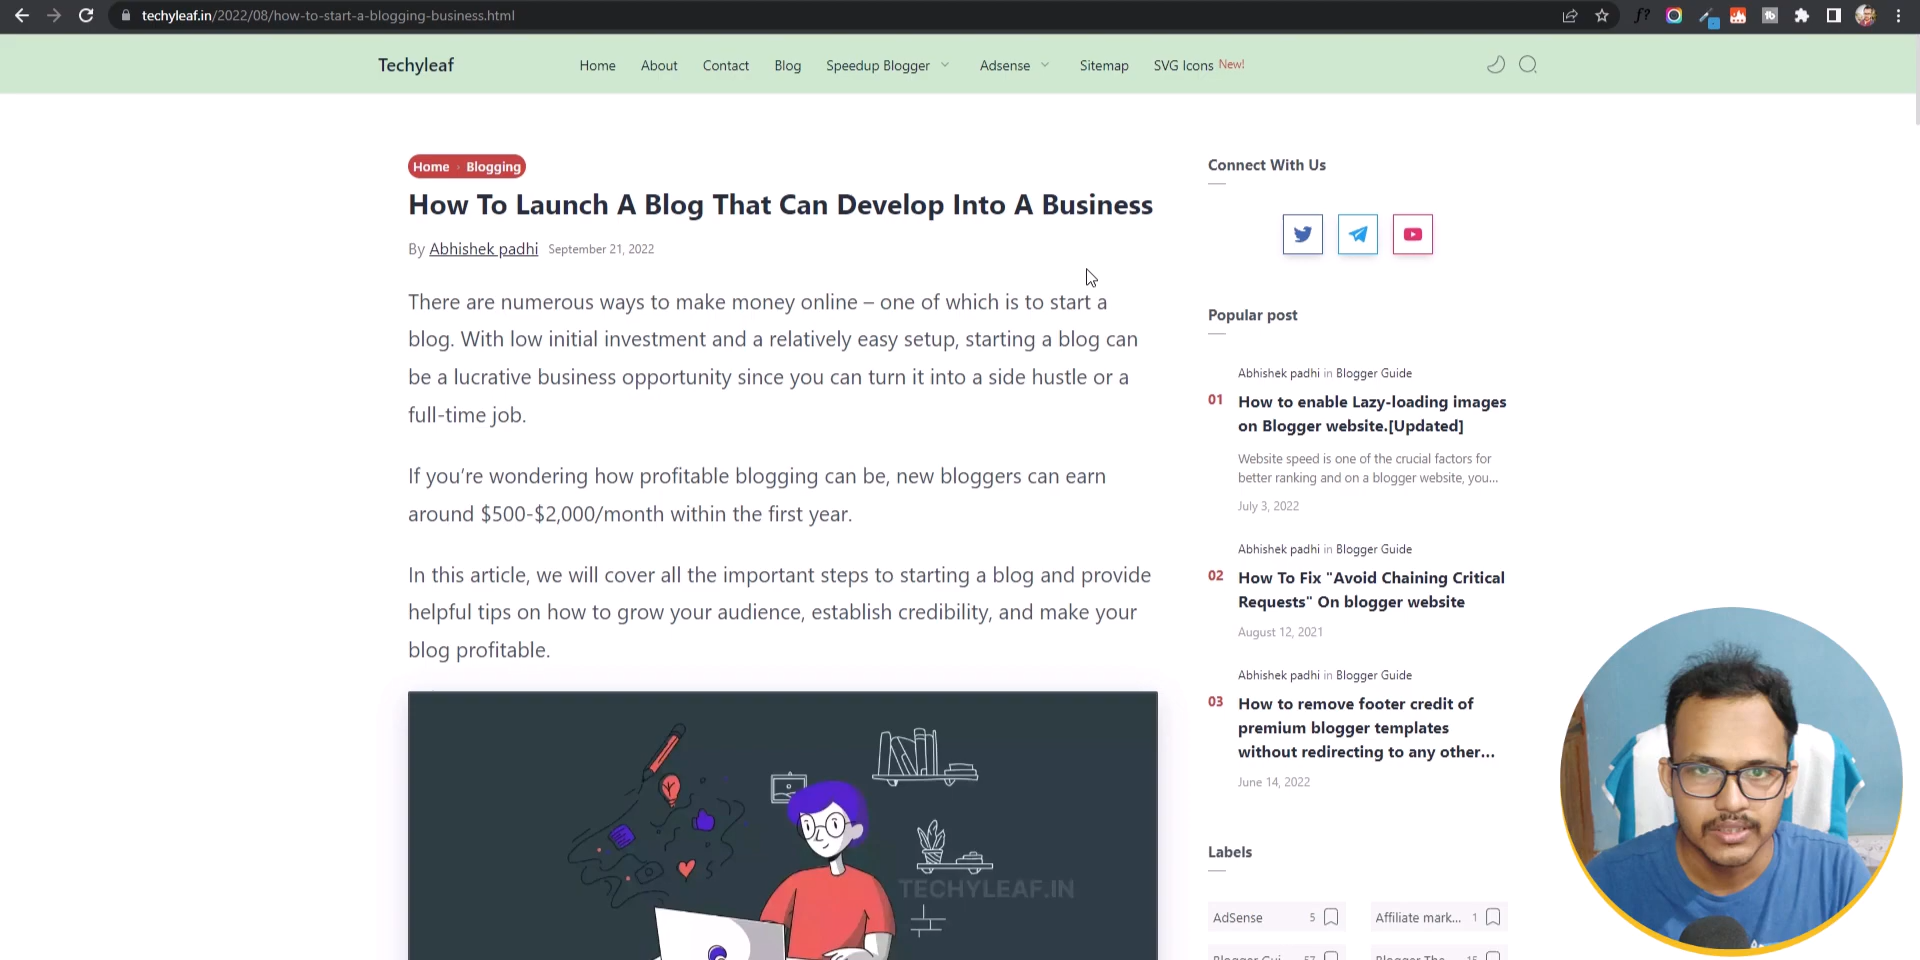 techyleaf.in/2022/08/how-to-start-a-blogging-business.html
Techyleaf
Home
About
Contact
Blog
Speedup Blogger
Adsense
Sitemap
SVG Icons New!
Home
Blogging
How To Launch A Blog That Can Develop Into A Business
By Abhishek padhi September 21, 2022
There are numerous ways to make money online – one of which is to start a
blog. With low initial investment and a relatively easy setup, starting a blog can
be a lucrative business opportunity since you can turn it into a side hustle or a
full-time job.
If you’re wondering how profitable blogging can be, new bloggers can earn
around $500-$2,000/month within the first year.
In this article, we will cover all the important steps to starting a blog and provide
helpful tips on how to grow your audience, establish credibility, and make your
blog profitable.
TECHYLEAF.IN
Connect With Us
Popular post
Abhishek padhi in Blogger Guide
01
How to enable Lazy-loading images
on Blogger website.[Updated]
Website speed is one of the crucial factors for
better ranking and on a blogger website, you...
July 3, 2022
Abhishek padhi in Blogger Guide
02
How To Fix "Avoid Chaining Critical
Requests" On blogger website
August 12, 2021
Abhishek padhi in Blogger Guide
03
How to remove footer credit of
premium blogger templates
without redirecting to any other...
June 14, 2022
Labels
AdSense 5
Affiliate mark... 1